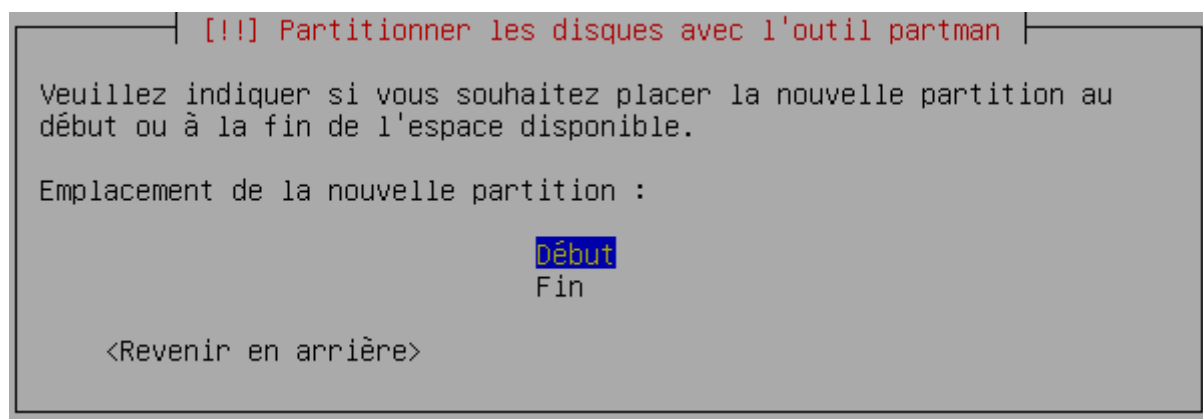 [!!] Partitionner les disques avec l'outil partman
Veuillez indiquer si vous souhaitez placer la nouvelle partition au
début ou à la fin de l'espace disponible.
Emplacement de la nouvelle partition :
Début
Fin
<Revenir en arrière>